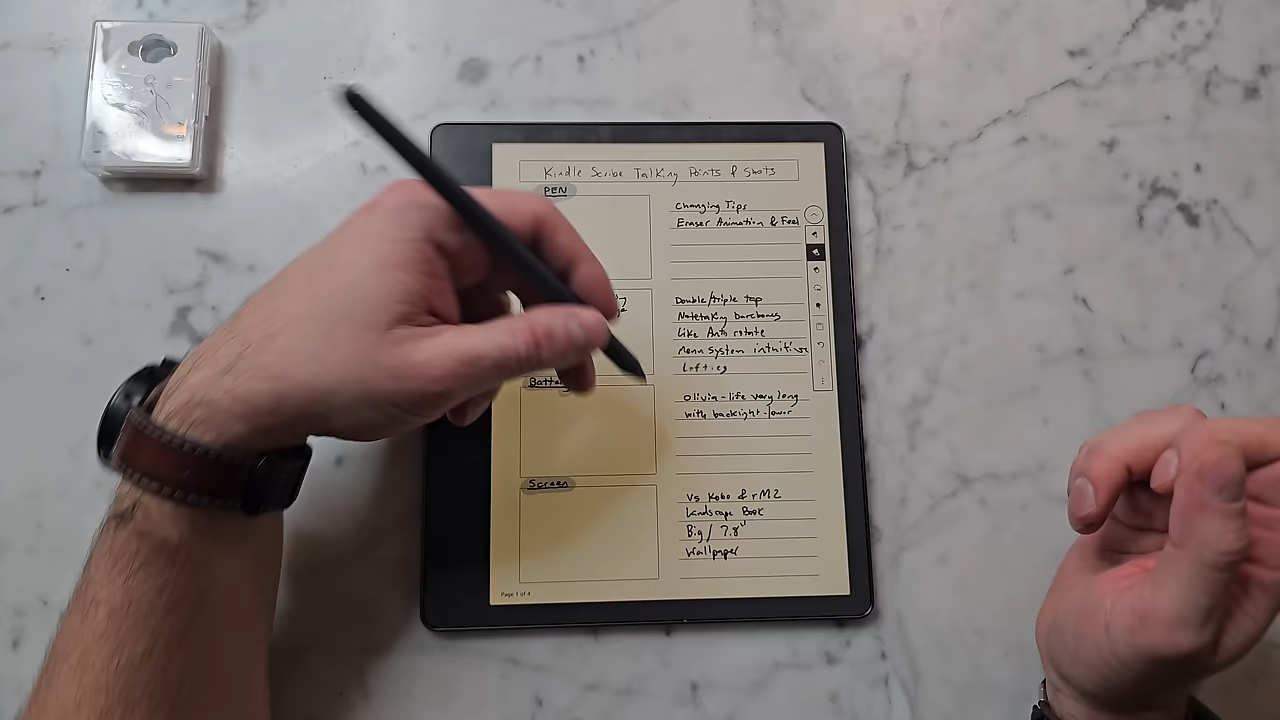 Kindle Scribe Talking Points & Shots
PEN
Changing Tips
Eraser Animation & Feel
Double/triple tap
Notetaking barebones
Like Auto rotate
Menu System intuitive
Battery
Olivia - life very long
with backight - lower
Screen
Vs Kobo & rM2
Landscape Book
Big / 7.8"
Wallpaper
Page 1 of 4